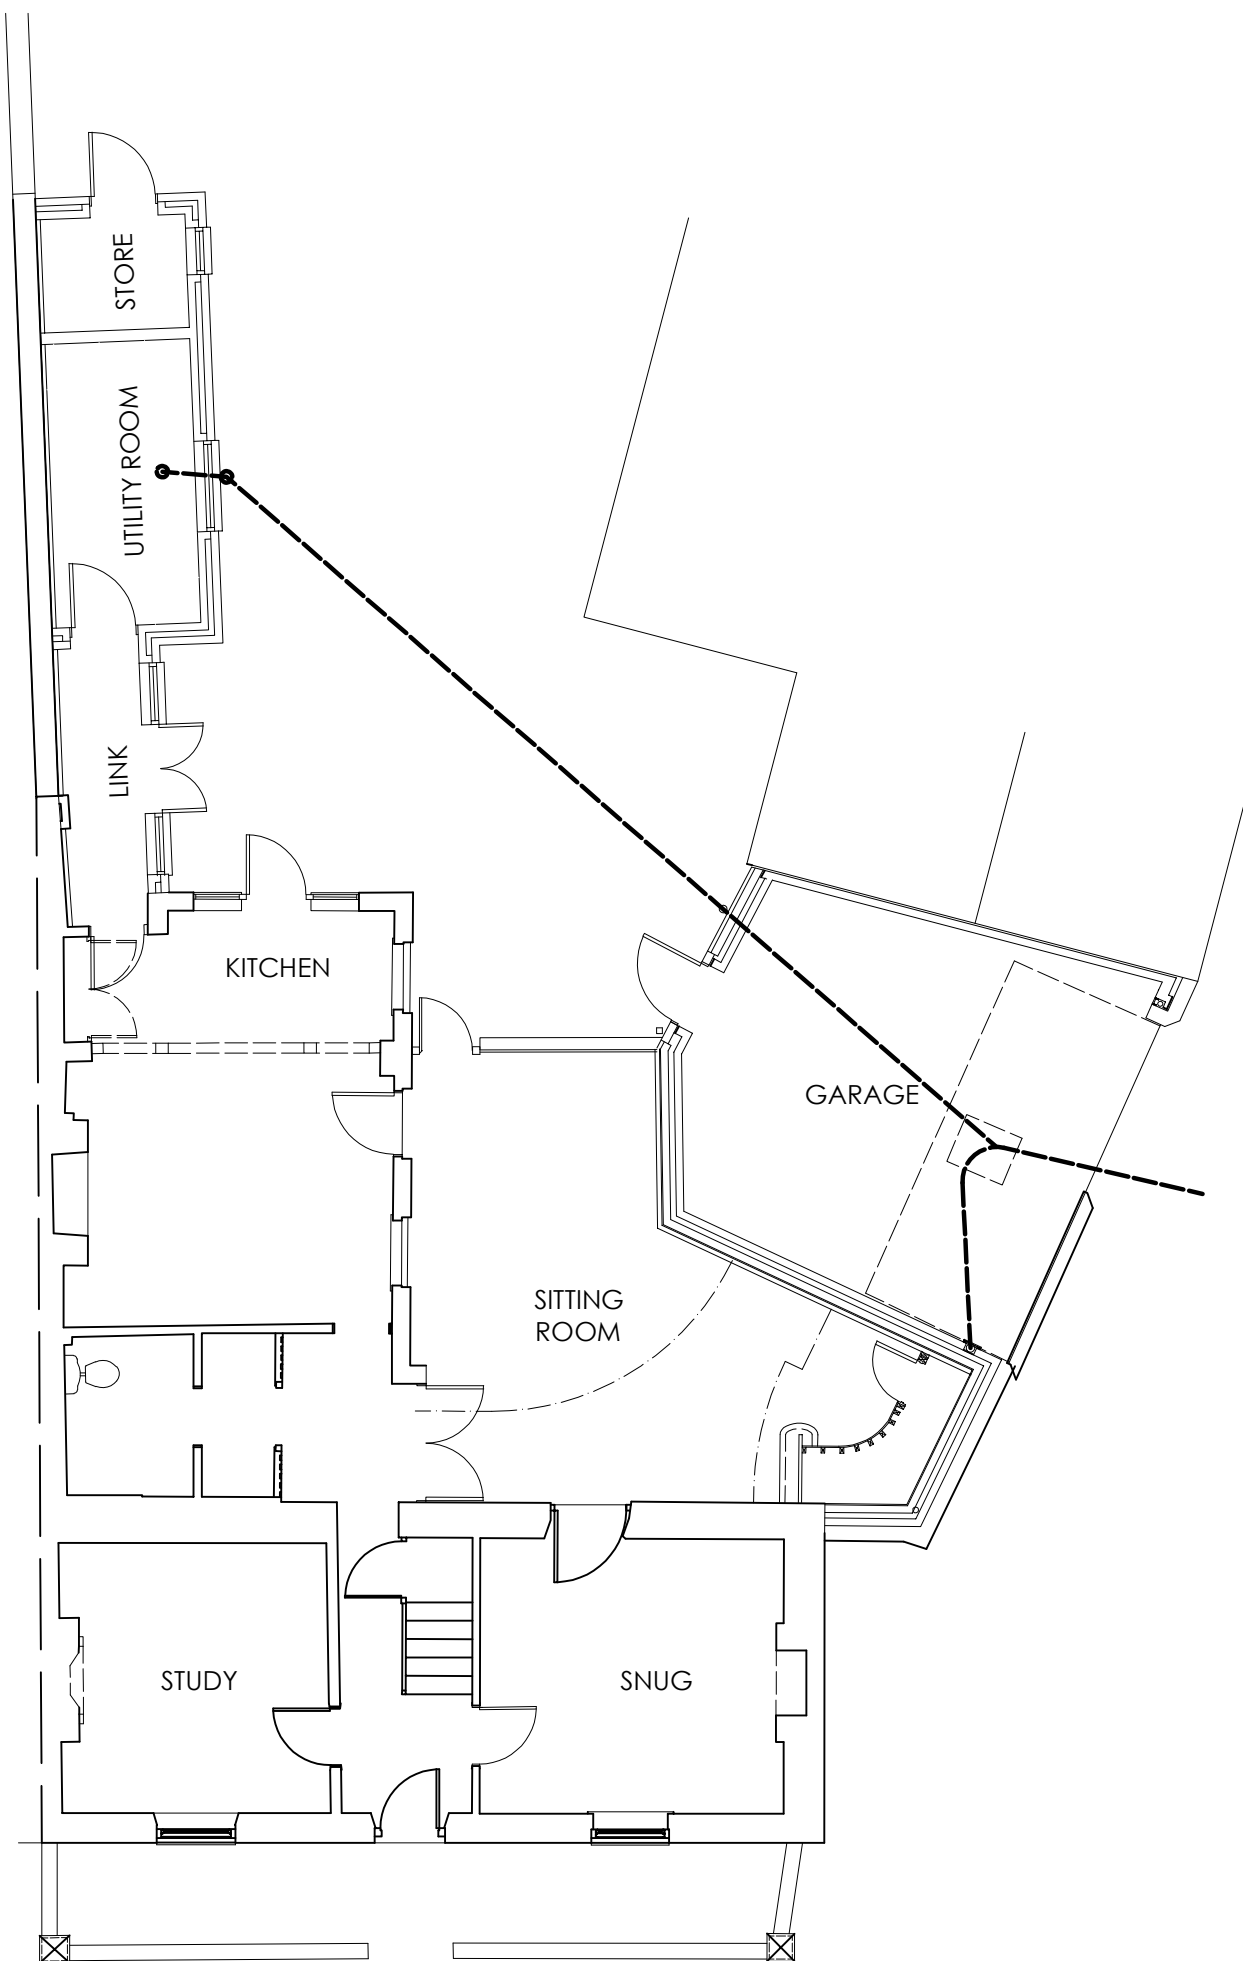 STORE
UTILITY ROOM
LINK
KITCHEN
GARAGE
SITTING
ROOM
STUDY
SNUG